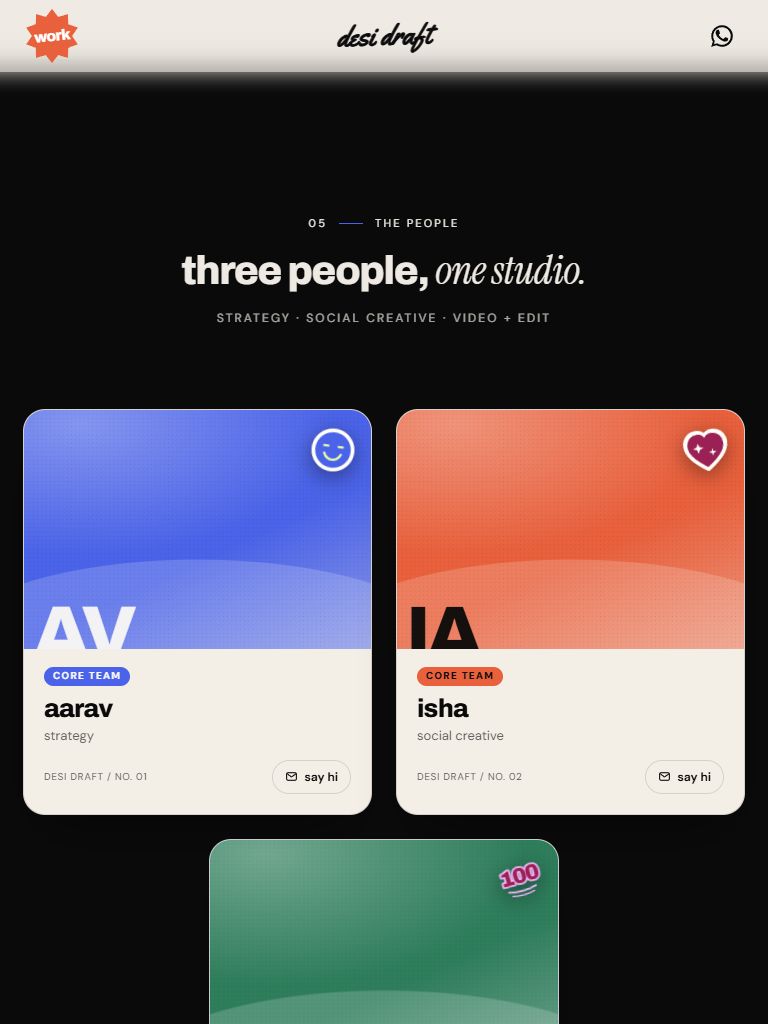 work
desi draft
05 — THE PEOPLE
three people, one studio.
STRATEGY · SOCIAL CREATIVE · VIDEO + EDIT
AV
CORE TEAM
aarav
strategy
DESI DRAFT / NO. 01
say hi
IA
CORE TEAM
isha
social creative
DESI DRAFT / NO. 02
say hi
100